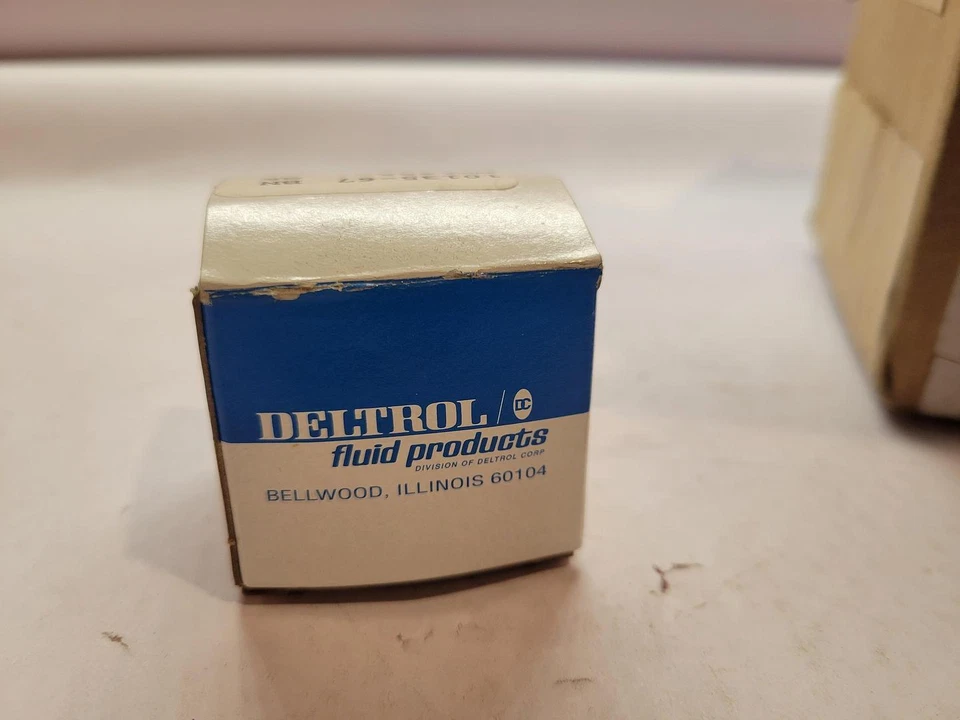 DELTROL / DC
fluid products
DIVISION OF DELTROL CORP
BELLWOOD, ILLINOIS 60104